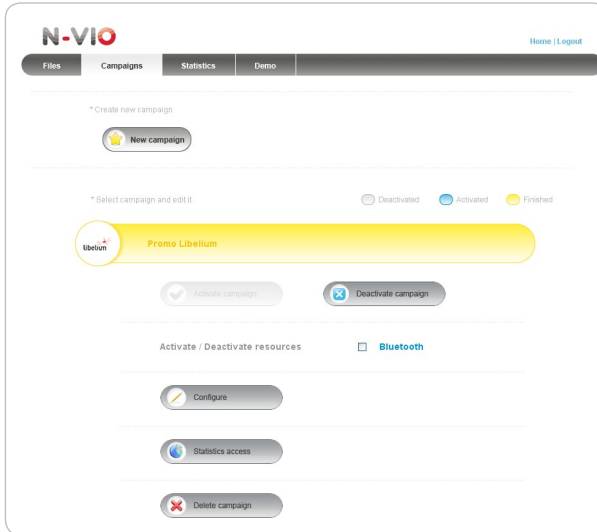 N-VIO
Home | Logout
Files Campaigns Statistics Demo
* Create new campaign
New campaign
* Select campaign and edit it
Deactivated Activated Finished
libelium Promo Libelium
Activate campaign Deactivate campaign
Activate / Deactivate resources Bluetooth
Configure
Statistics access
Delete campaign